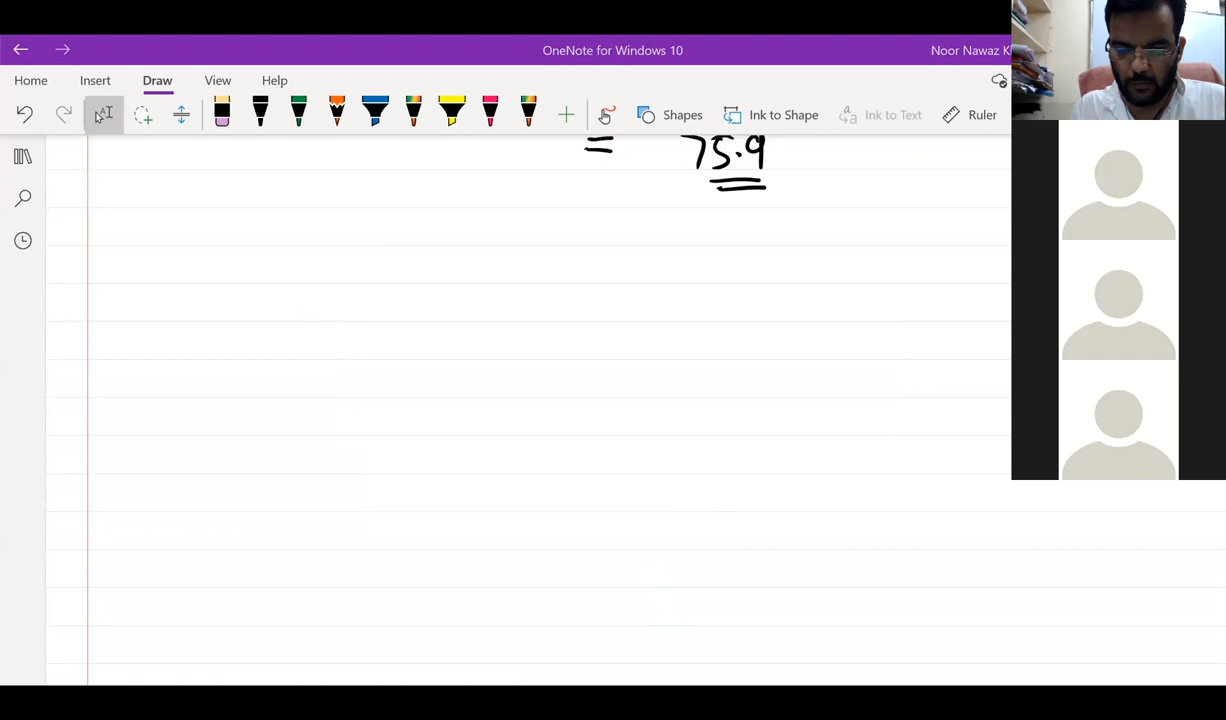 OneNote for Windows 10
Noor Nawaz K
Home Insert Draw View Help
Shapes Ink to Shape Ink to Text Ruler
= 75.9